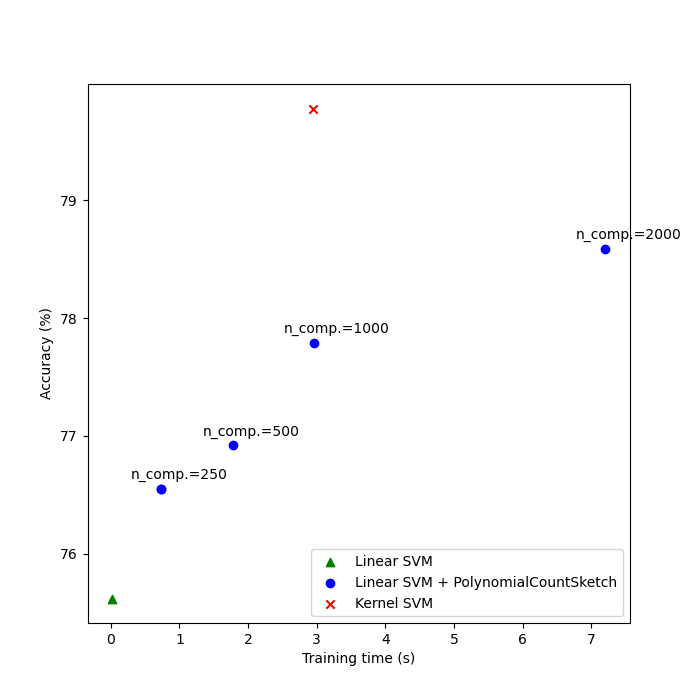 79
n_comp.=2000
78
n_comp.=1000
77
n_comp.=500
n_comp.=250
76
Accuracy (%)
Linear SVM
Linear SVM + PolynomialCountSketch
Kernel SVM
0 1 2 3 4 5 6 7
Training time (s)